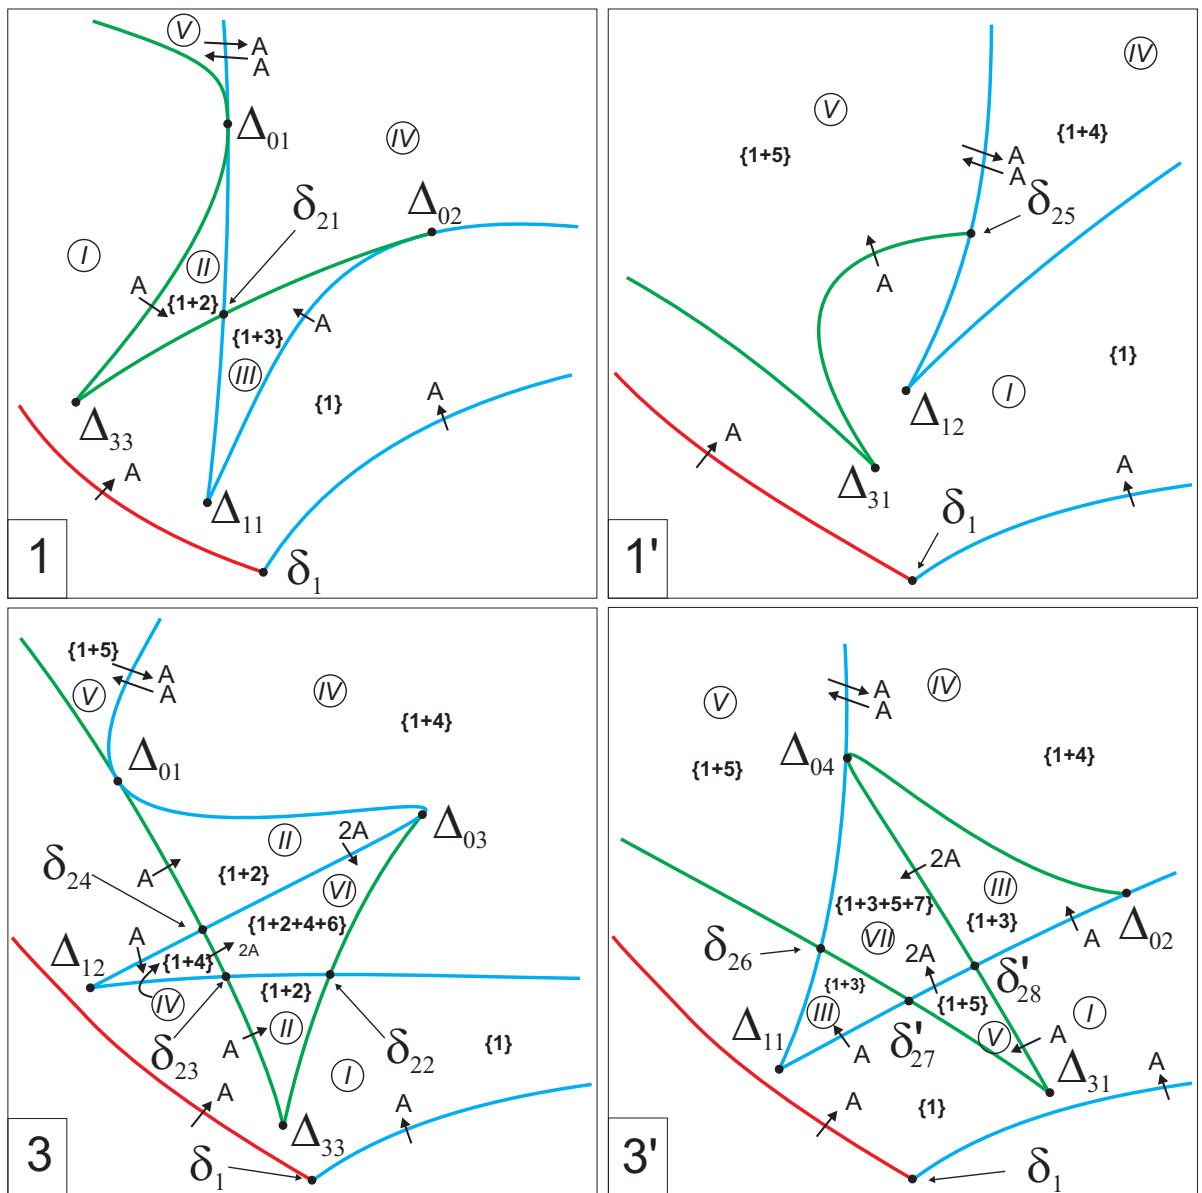 V
A
A
Δ01
IV
δ21
Δ02
I
II
A
{1+2}
{1+3}
A
III
{1}
A
Δ33
A
Δ11
δ1
1
IV
V
{1+5}
{1+4}
A
A
δ25
A
{1}
I
Δ12
A
Δ31
A
δ1
1'
{1+5}
A
A
V
IV
{1+4}
Δ01
Δ03
II
2A
A
{1+2}
δ24
VI
{1+2+4+6}
A
2A
Δ12
{1+4}
IV
{1+2}
II
A
δ23
δ22
{1}
I
A
A
Δ33
δ1
3
IV
V
A
A
{1+5}
Δ04
{1+4}
2A
III
{1+3+5+7}
{1+3}
A
Δ02
δ26
VII
2A
δ'28
{1+3}
{1+5}
III
I
Δ11
A
δ'27
V
A
Δ31
A
{1}
A
δ1
3'